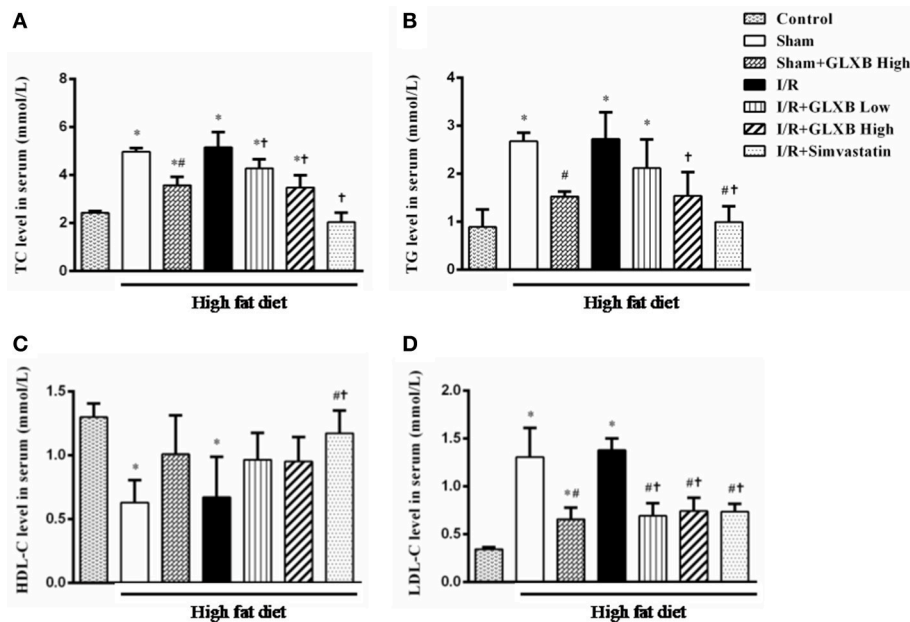 A
TC level in serum (mmol/L)
8
6
4
2
0
*
*#
*
*†
*†
†
High fat diet
B
TG level in serum (mmol/L)
4
3
2
1
0
*
#
*
*
†
#†
High fat diet
Control
Sham
Sham+GLXB High
I/R
I/R+GLXB Low
I/R+GLXB High
I/R+Simvastatin
C
HDL-C level in serum (mmol/L)
1.5
1.0
0.5
0.0
*
*
#†
High fat diet
D
LDL-C level in serum (mmol/L)
2.0
1.5
1.0
0.5
0.0
*
*#
*
#†
#†
#†
High fat diet